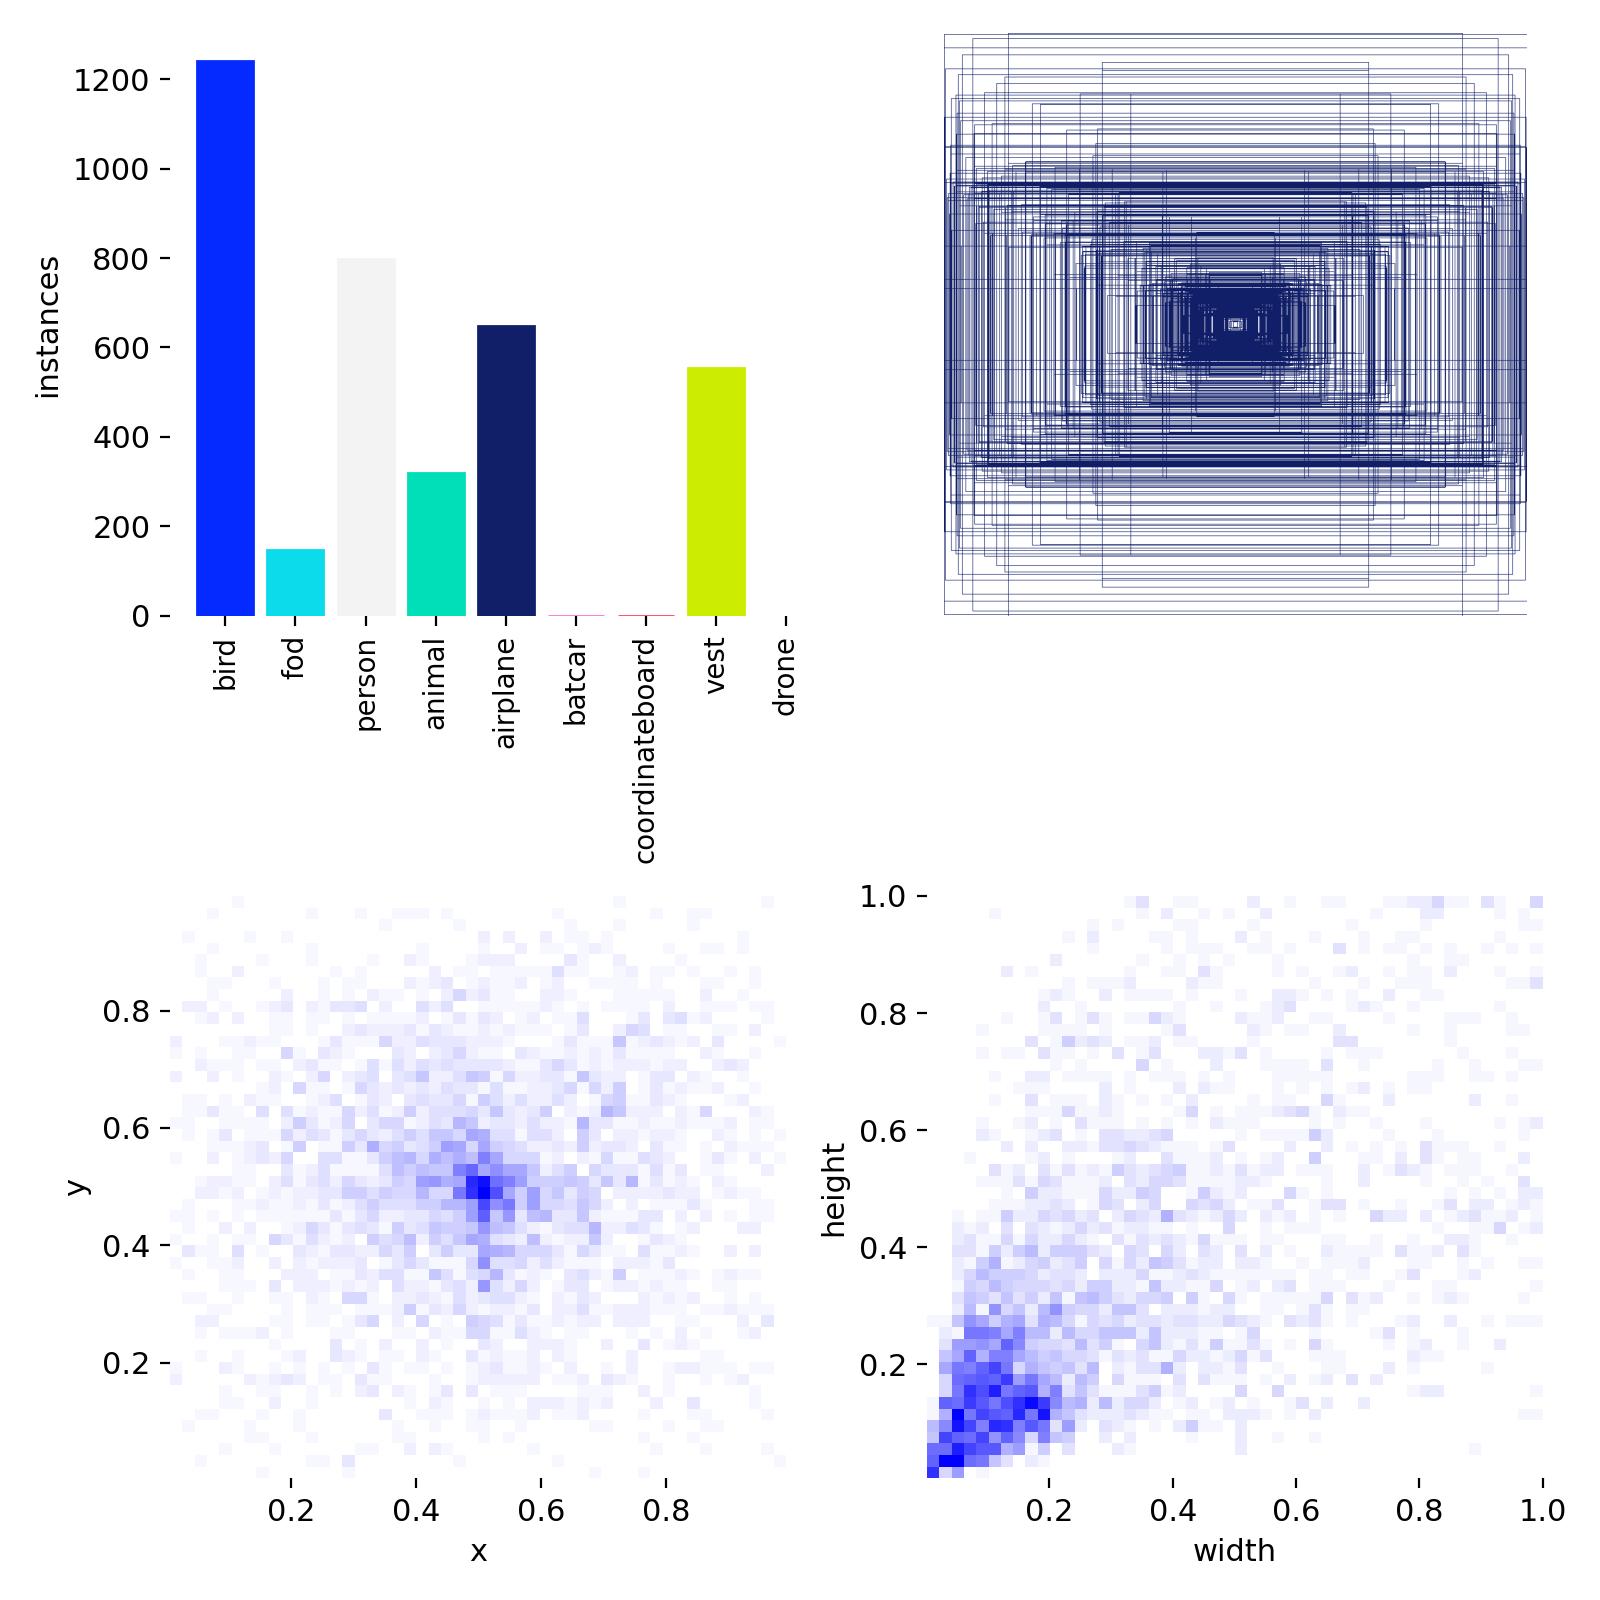 instances
1200
1000
800
600
400
200
0
bird
fod
person
animal
airplane
batcar
coordinateboard
vest
drone
y
0.8
0.6
0.4
0.2
0.2 0.4 0.6 0.8
x
height
1.0
0.8
0.6
0.4
0.2
0.2 0.4 0.6 0.8 1.0
width